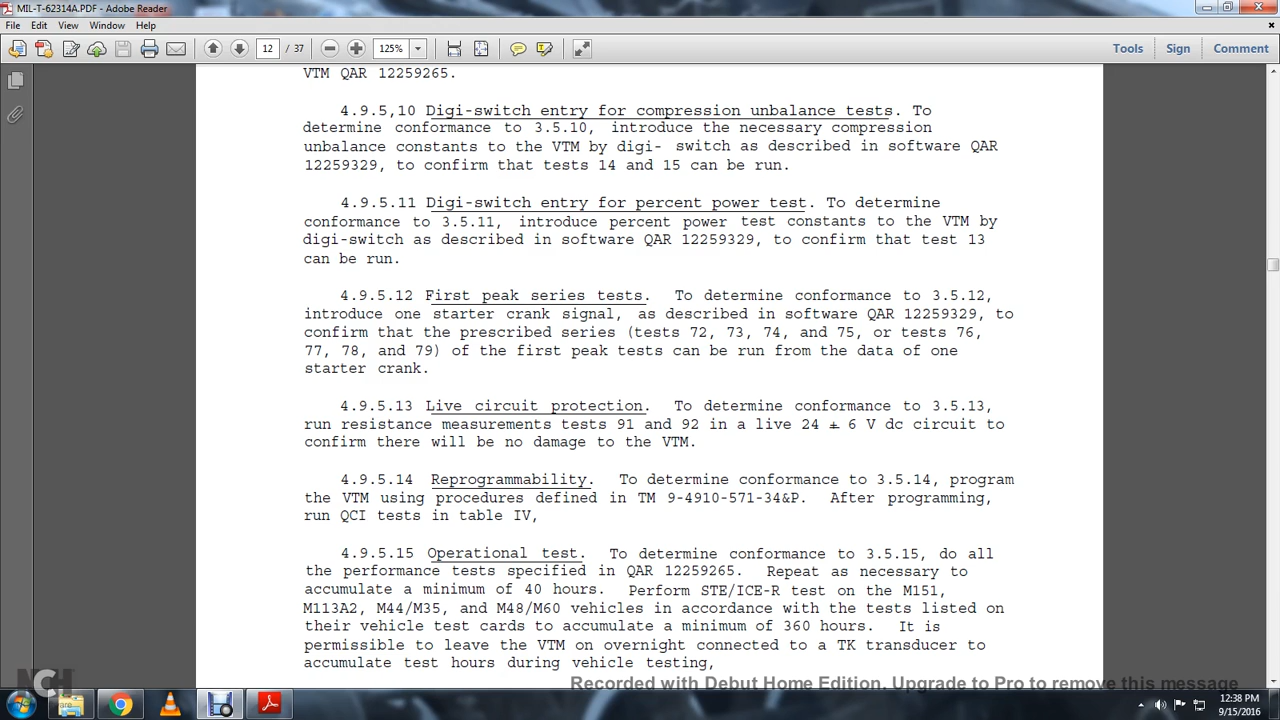 MIL-T-62314A.PDF - Adobe Reader
File Edit View Window Help
12 / 37 125% Tools Sign Comment
VTM QAR 12259265.
4.9.5,10 Digi-switch entry for compression unbalance tests. To
determine conformance to 3.5.10, introduce the necessary compression
unbalance constants to the VTM by digi- switch as described in software QAR
12259329, to confirm that tests 14 and 15 can be run.
4.9.5.11 Digi-switch entry for percent power test. To determine
conformance to 3.5.11, introduce percent power test constants to the VTM by
digi-switch as described in software QAR 12259329, to confirm that test 13
can be run.
4.9.5.12 First peak series tests. To determine conformance to 3.5.12,
introduce one starter crank signal, as described in software QAR 12259329, to
confirm that the prescribed series (tests 72, 73, 74, and 75, or tests 76,
77, 78, and 79) of the first peak tests can be run from the data of one
starter crank.
4.9.5.13 Live circuit protection. To determine conformance to 3.5.13,
run resistance measurements tests 91 and 92 in a live 24 ± 6 V dc circuit to
confirm there will be no damage to the VTM.
4.9.5.14 Reprogrammability. To determine conformance to 3.5.14, program
the VTM using procedures defined in TM 9-4910-571-34&P. After programming,
run QCI tests in table IV,
4.9.5.15 Operational test. To determine conformance to 3.5.15, do all
the performance tests specified in QAR 12259265. Repeat as necessary to
accumulate a minimum of 40 hours. Perform STE/ICE-R test on the M151,
M113A2, M44/M35, and M48/M60 vehicles in accordance with the tests listed on
their vehicle test cards to accumulate a minimum of 360 hours. It is
permissible to leave the VTM on overnight connected to a TK transducer to
accumulate test hours during vehicle testing,
NCH
Recorded with Debut Home Edition. Upgrade to Pro to remove this message
12:38 PM
9/15/2016